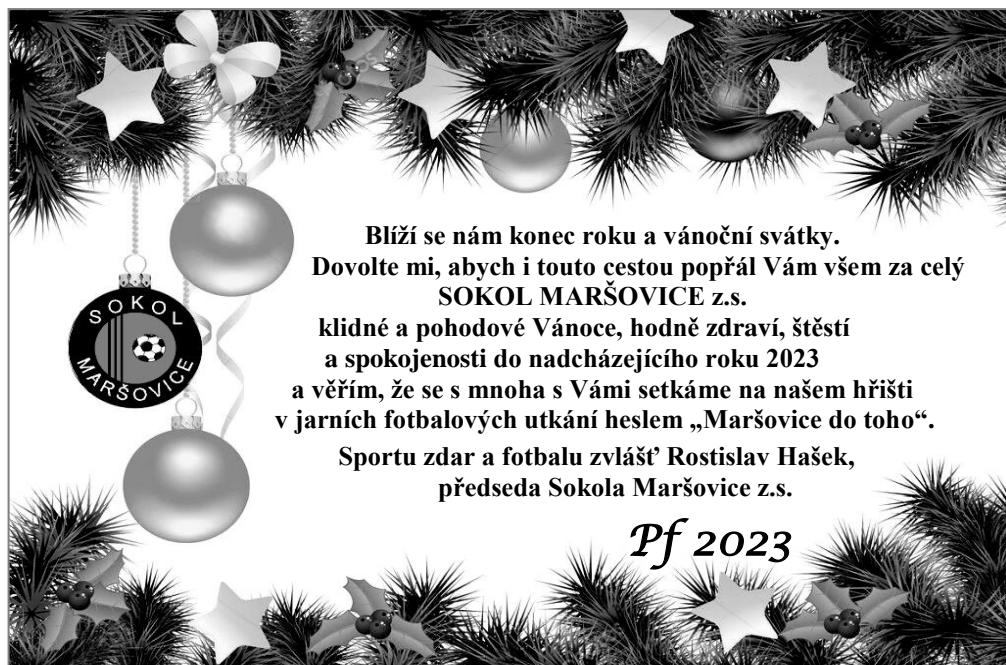 Blíží se nám konec roku a vánoční svátky.
Dovolte mi, abych i touto cestou popřál Vám všem za celý
SOKOL MARŠOVICE z.s.
klidné a pohodové Vánoce, hodně zdraví, štěstí
a spokojenosti do nadcházejícího roku 2023
a věřím, že se s mnoha s Vámi setkáme na našem hřišti
v jarních fotbalových utkání heslem „Maršovice do toho“.
Sportu zdar a fotbalu zvlášť Rostislav Hašek,
předseda Sokola Maršovice z.s.
Pf 2023
SOKOL
MARŠOVICE